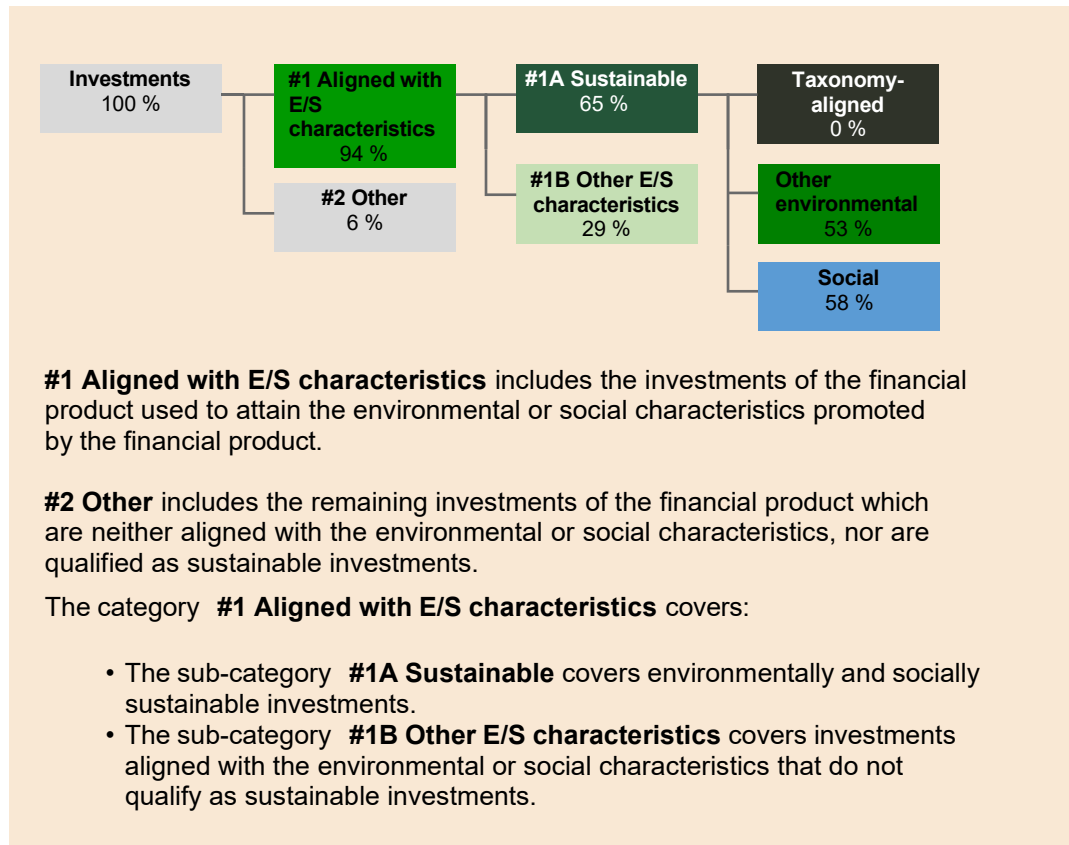 Investments
100 %
#1 Aligned with
E/S
characteristics
94 %
#2 Other
6 %
#1A Sustainable
65 %
#1B Other E/S
characteristics
29 %
Taxonomy-
aligned
0 %
Other
environmental
53 %
Social
58 %
#1 Aligned with E/S characteristics includes the investments of the financial
product used to attain the environmental or social characteristics promoted
by the financial product.
#2 Other includes the remaining investments of the financial product which
are neither aligned with the environmental or social characteristics, nor are
qualified as sustainable investments.
The category #1 Aligned with E/S characteristics covers:
• The sub-category #1A Sustainable covers environmentally and socially
sustainable investments.
• The sub-category #1B Other E/S characteristics covers investments
aligned with the environmental or social characteristics that do not
qualify as sustainable investments.